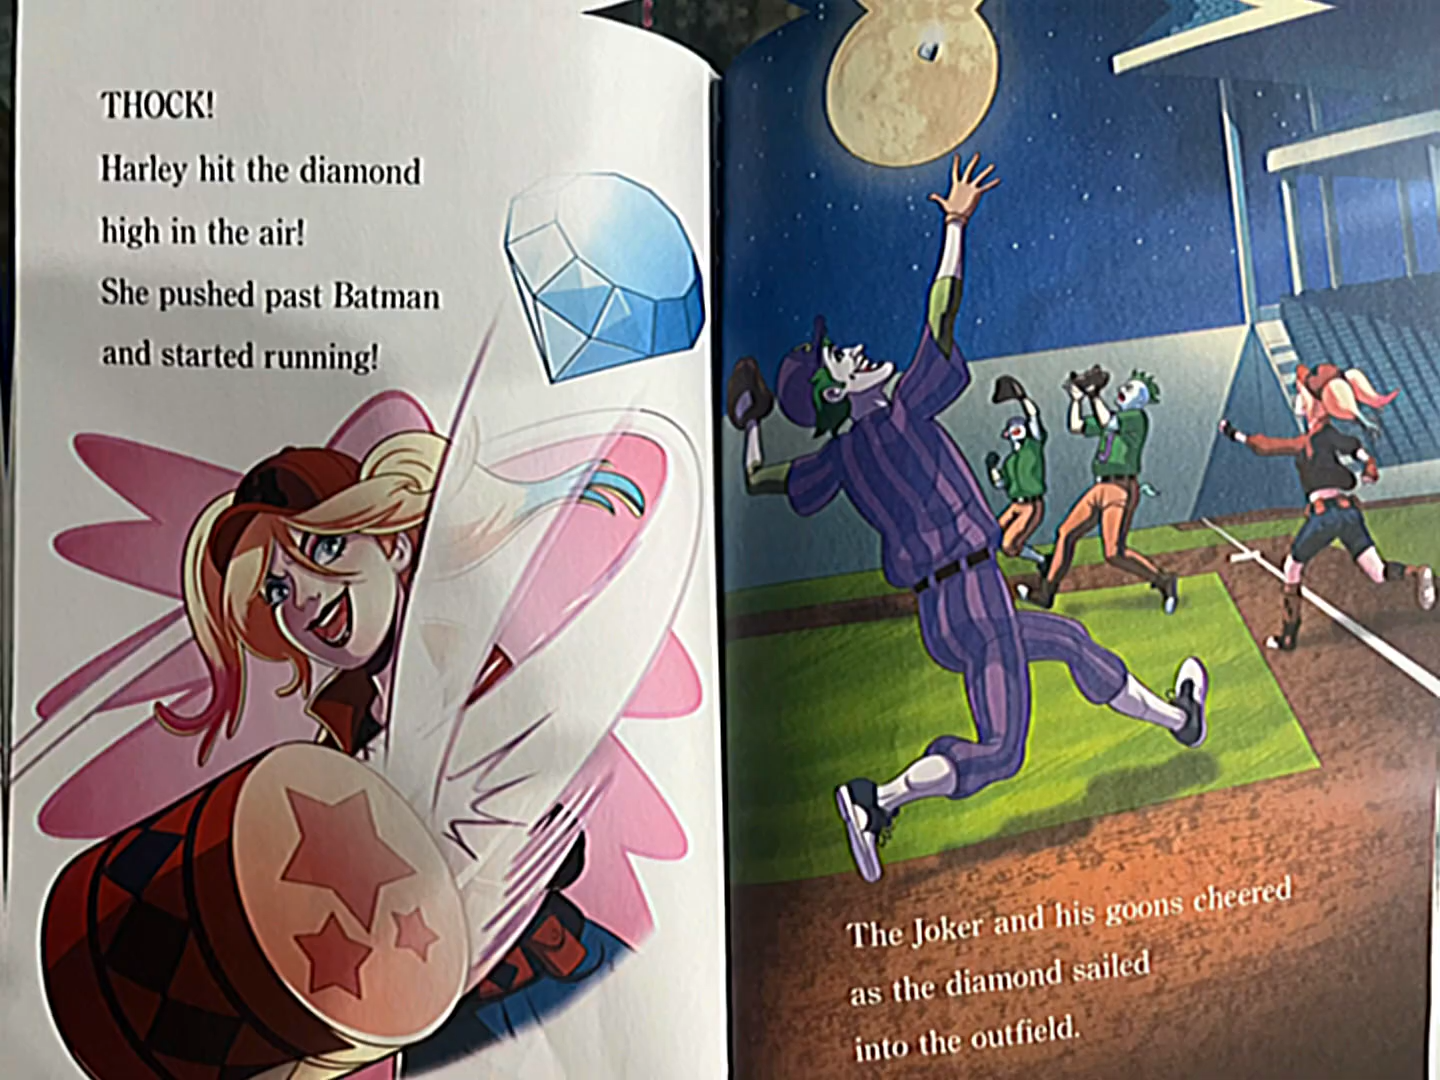 THOCK!
Harley hit the diamond
high in the air!
She pushed past Batman
and started running!
The Joker and his goons cheered
as the diamond sailed
into the outfield.